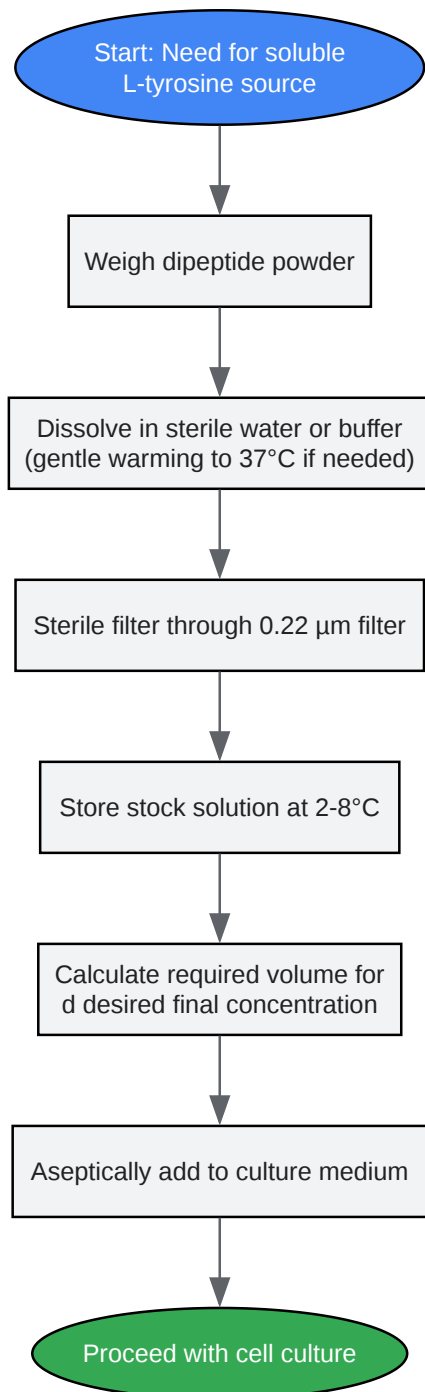 Start: Need for soluble
L-tyrosine source
Weigh dipeptide powder
Dissolve in sterile water or buffer
(gentle warming to 37°C if needed)
Sterile filter through 0.22 µm filter
Store stock solution at 2-8°C
Calculate required volume for
d desired final concentration
Aseptically add to culture medium
Proceed with cell culture